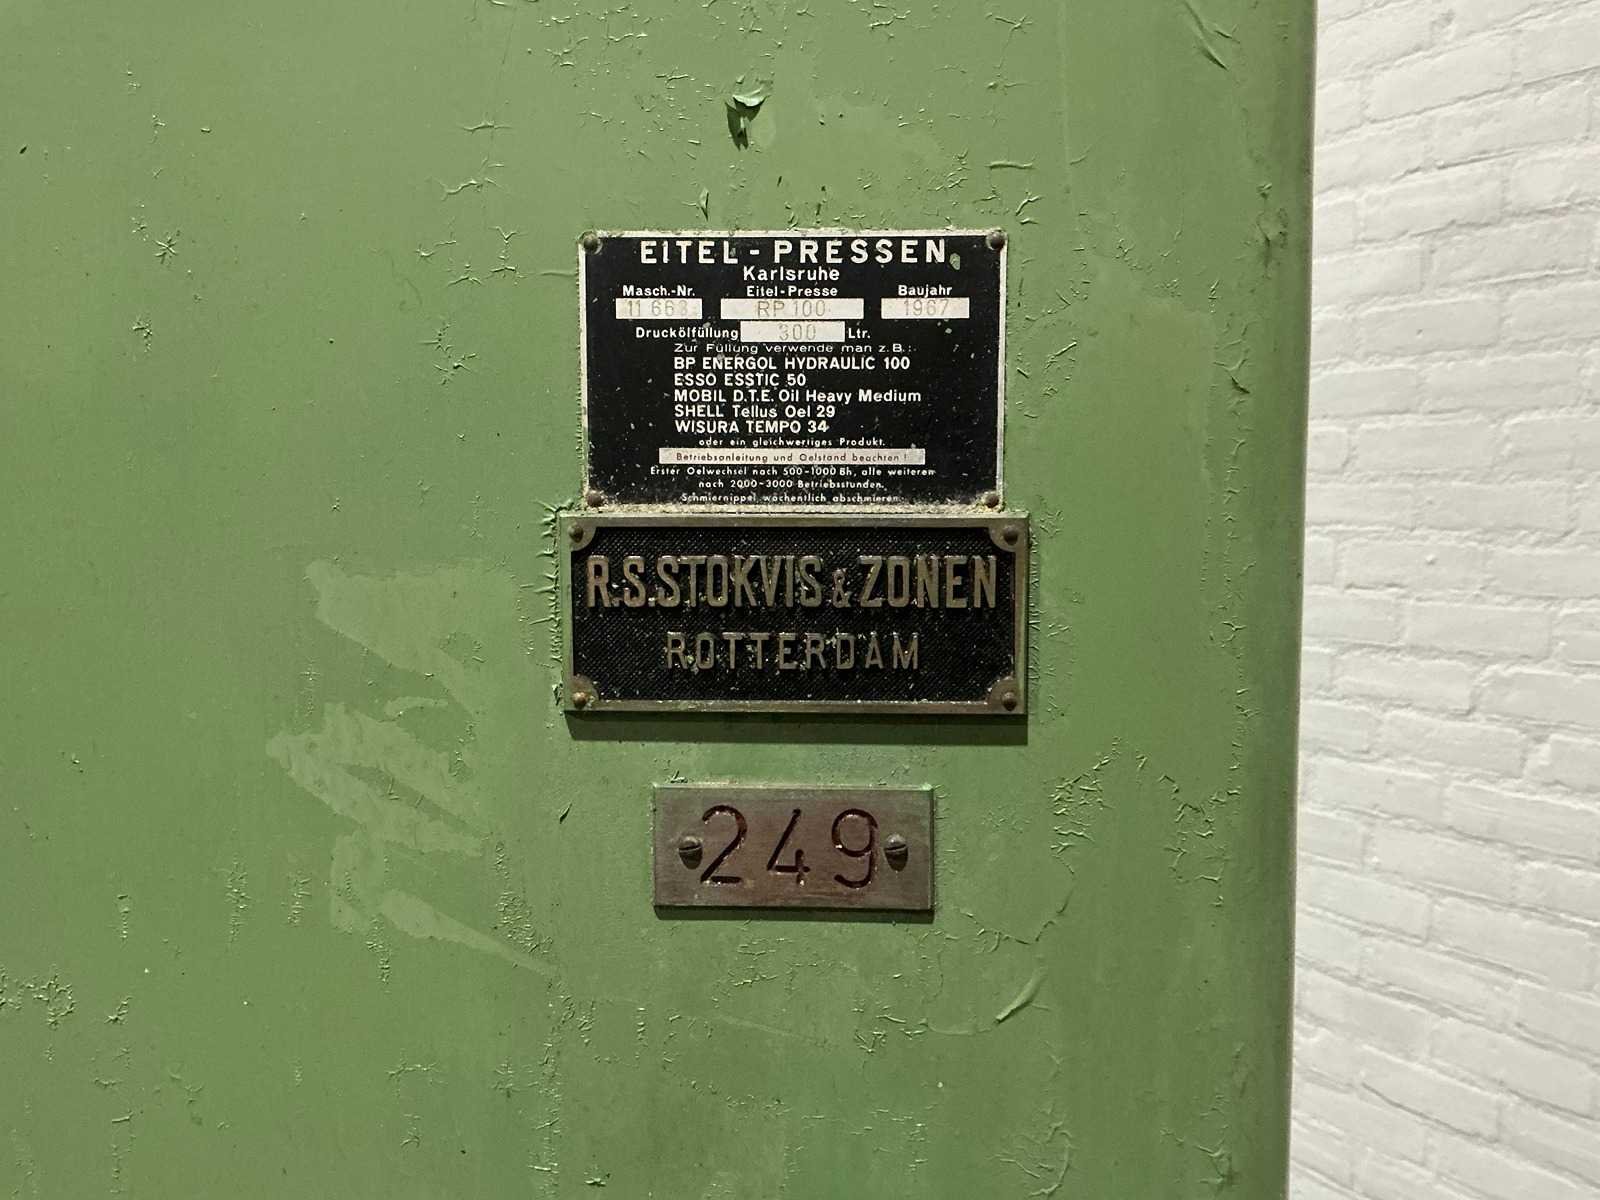 EITEL-PRESSEN
Karlsruhe
Masch.-Nr. Eitel-Presse Baujahr
11 668 RP 100 1967
Druckölfüllung 300 Ltr.
Zur Füllung verwende man z.B.:
BP ENERGOL HYDRAULIC 100
ESSO ESSTIC 50
MOBIL D.T.E. Oil Heavy Medium
SHELL Tellus Oel 29
WISURA TEMPO 34
oder ein gleichwertiges Produkt.
Betriebsanleitung und Oelstand beachten!
Erster Oelwechsel nach 500-1000 Bh, alle weiteren
nach 2000-3000 Betriebsstunden.
Schmiernippel wöchentlich abschmieren.
R.S.STOKVIS & ZONEN
ROTTERDAM
249